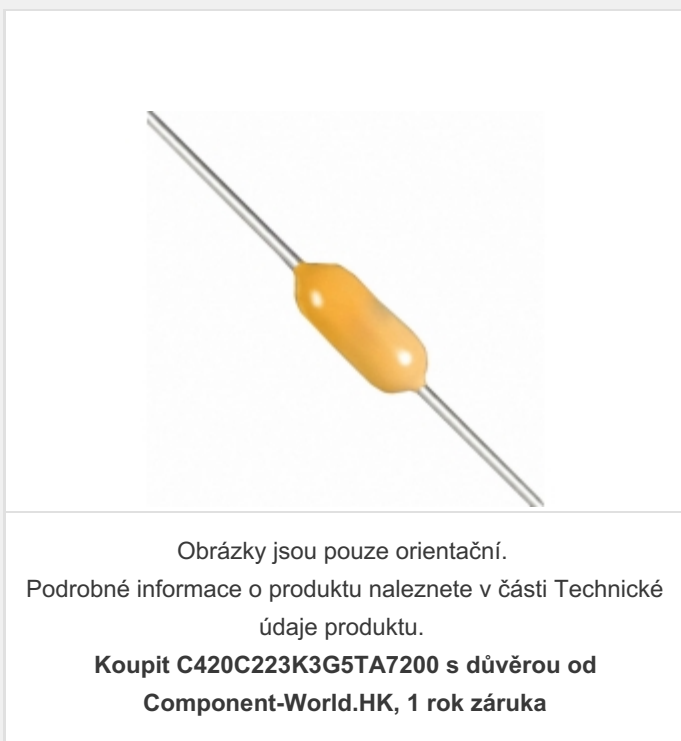 Obrázky jsou pouze orientační.
Podrobné informace o produktu naleznete v části Technické
údaje produktu.
Koupit C420C223K3G5TA7200 s důvěrou od
Component-World.HK, 1 rok záruka